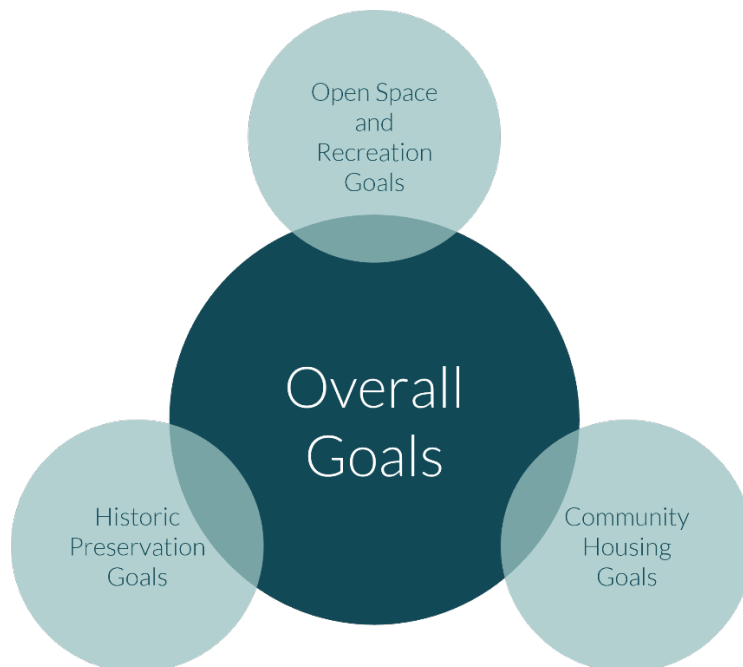 Open Space
and
Recreation
Goals
Overall
Goals
Historic
Preservation
Goals
Community
Housing
Goals